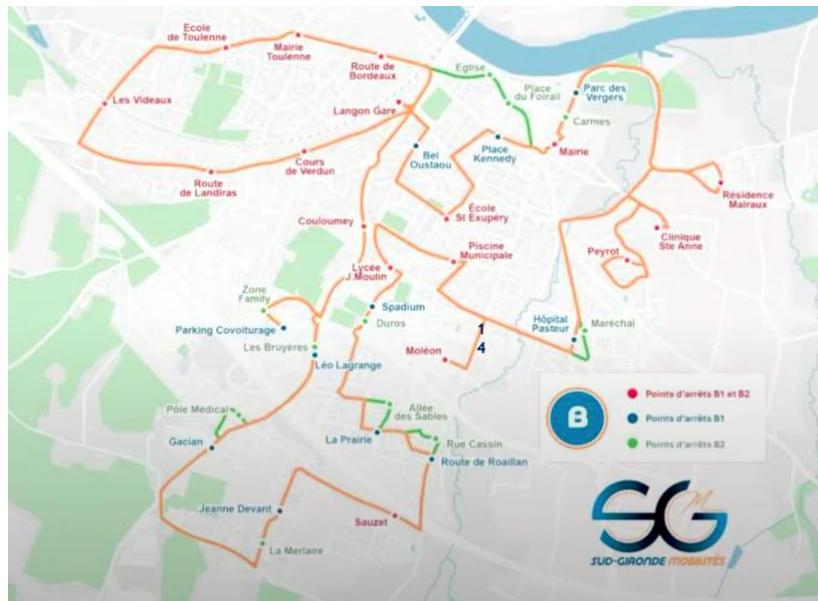 Ecole
de Toulenne
Mairie
Toulenne
Route de
Bordeaux
Eglise
Place
du Foirail
Parc des
Vergers
Les Videaux
Langon Gare
Carmes
Bel
Oustaou
Place
Kennedy
Mairie
Cours
de Verdun
Route
de Landiras
Résidence
Malraux
École
St Exupéry
Couloumey
Clinique
Ste Anne
Piscine
Municipale
Peyrot
Lycée
J.Moulin
Zone
Family
Spadium
Duros
Parking Covoiturage
Hôpital
Pasteur
Maréchal
1
4
Les Bruyères
Moléon
Léo Lagrange
Pôle Médical
Allée
des Sables
Gacian
La Prairie
Rue Cassin
Route de Roaillan
Jeanne Devant
Sauzet
La Merlaire
B
Points d'arrêts B1 et B2
Points d'arrêts B1
Points d'arrêts B2
SGM
SUD-GIRONDE MOBILITÉS